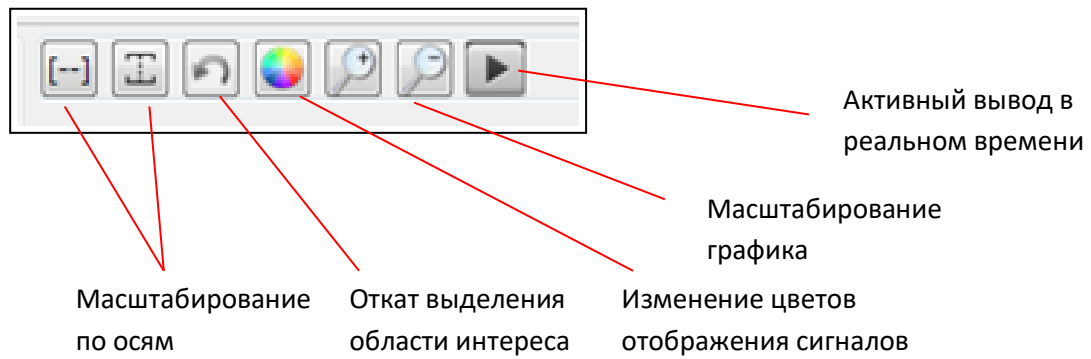 Активный вывод в
реальном времени
Масштабирование
графика
Масштабирование
по осям
Откат выделения
области интереса
Изменение цветов
отображения сигналов